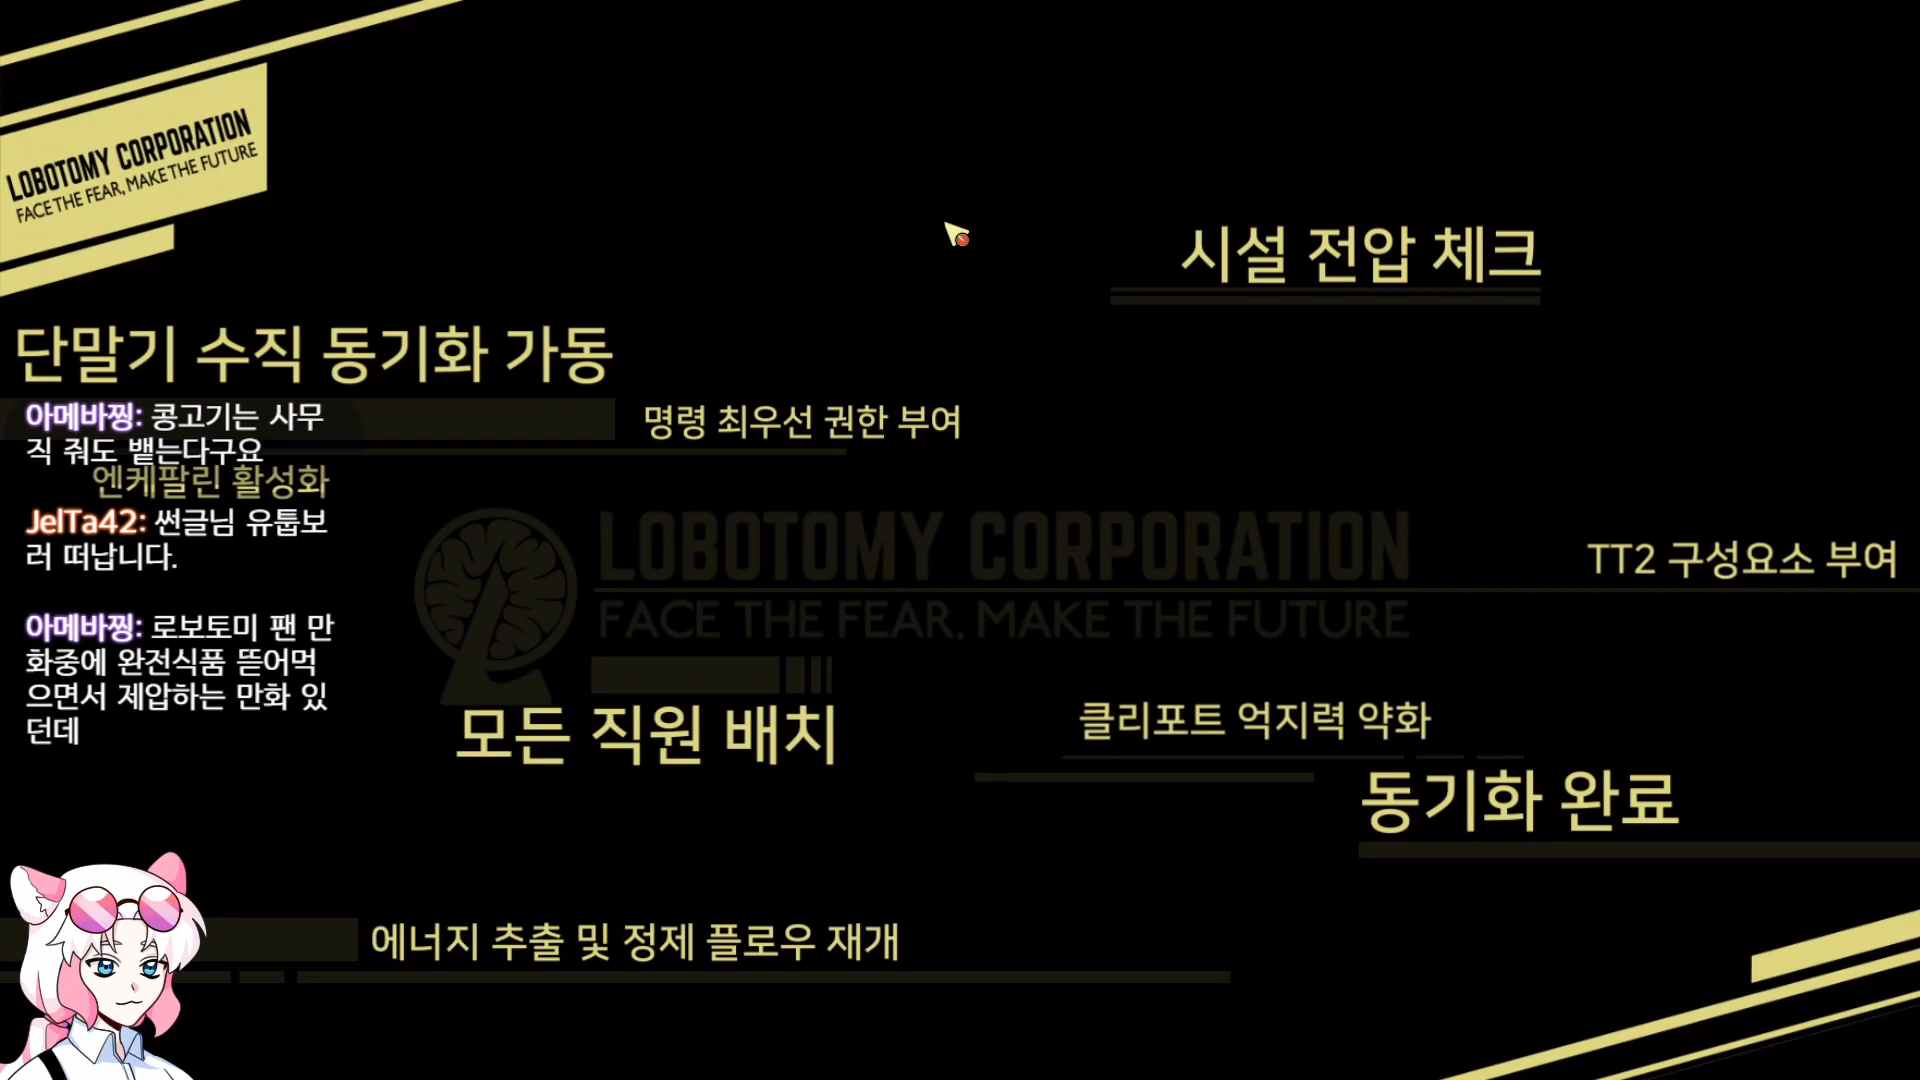 LOBOTOMY CORPORATION
FACE THE FEAR, MAKE THE FUTURE
시설 전압 체크
단말기 수직 동기화 가동
명령 최우선 권한 부여
아메바찡: 콩고기는 사무
직 줘도 뱉는다구요
엔케팔린 활성화
JelTa42: 썬글님 유튭보
러 떠납니다.
LOBOTOMY CORPORATION
FACE THE FEAR. MAKE THE FUTURE
TT2 구성요소 부여
아메바찡: 로보토미 팬 만
화중에 완전식품 뜯어먹
으면서 제압하는 만화 있
던데
모든 직원 배치
클리포트 억지력 약화
동기화 완료
에너지 추출 및 정제 플로우 재개